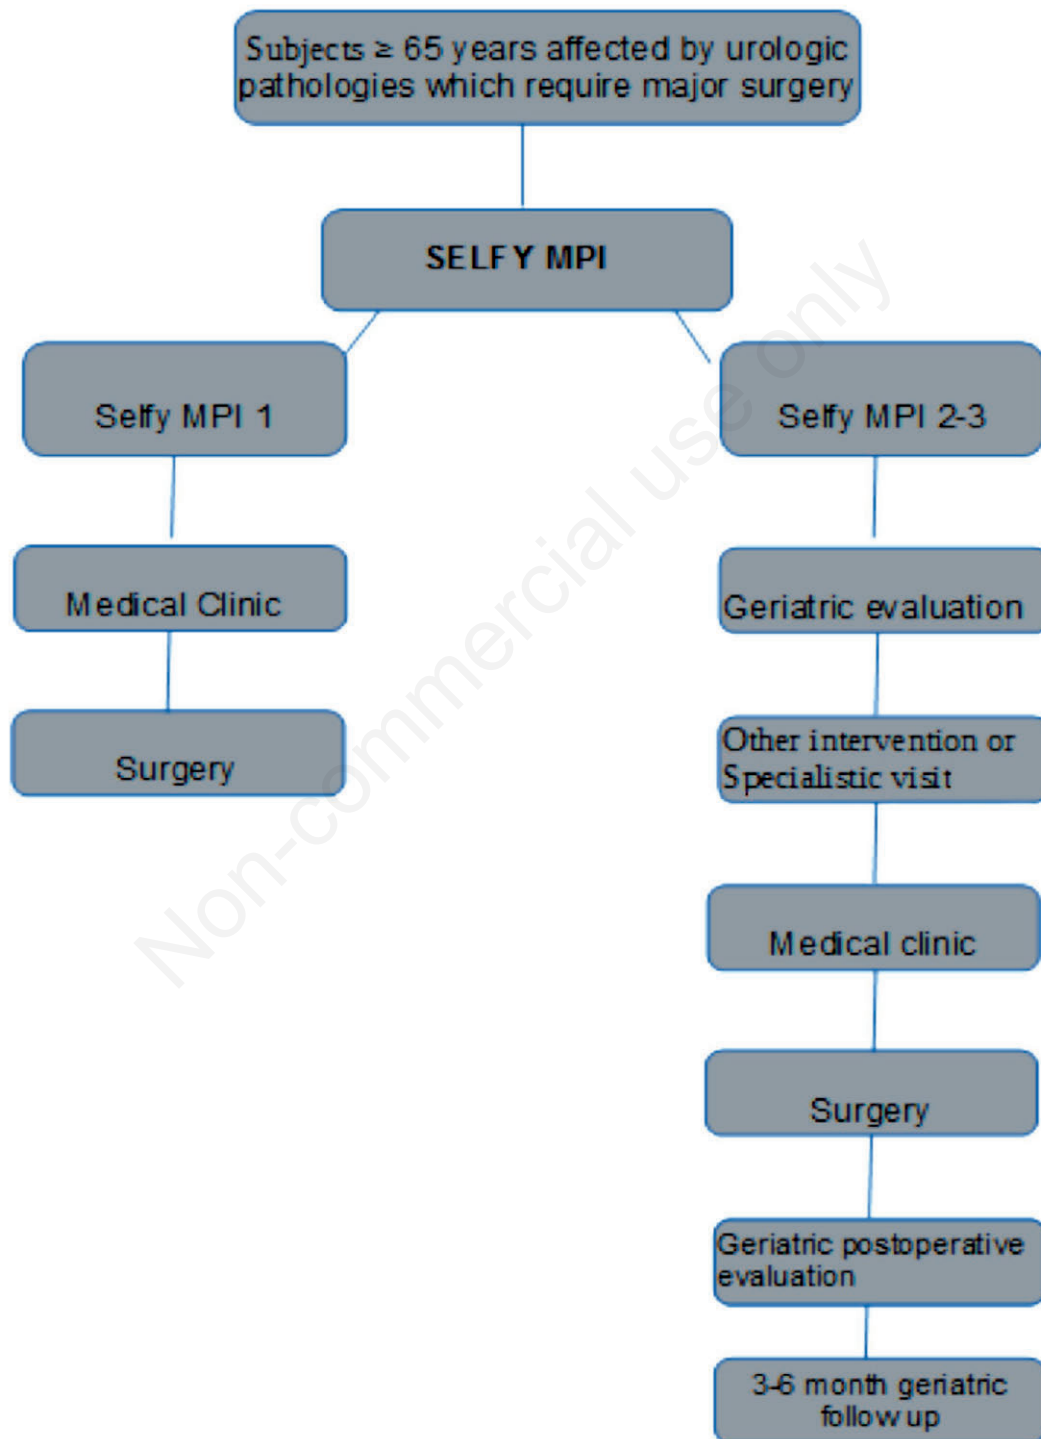 Subjects ≥ 65 years affected by urologic
pathologies which require major surgery
SELFY MPI
Selfy MPI 1
Selfy MPI 2-3
Medical Clinic
Geriatric evaluation
Surgery
Other intervention or
Specialistic visit
Medical clinic
Surgery
Geriatric postoperative
evaluation
3-6 month geriatric
follow up
Non-commercial use only